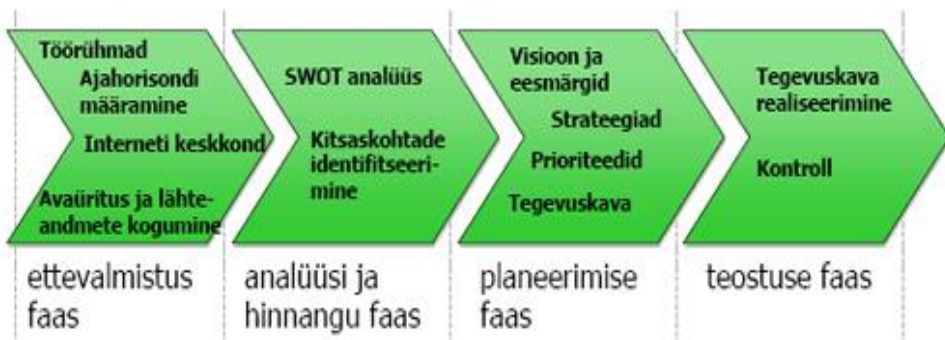 Töörühmad
Ajahorisondi
määramine
Interneti keskkond
Avaüritus ja lähte-
andmete kogumine
ettevalmistus
faas
SWOT analüüs
Kitsaskohtade
identifitseeri-
mine
analüüsi ja
hinnangu faas
Visioon ja
eesmärgid
Strateegiad
Prioriteedid
Tegevuskava
planeerimise
faas
Tegevuskava
realiseerimine
Kontroll
teostuse faas